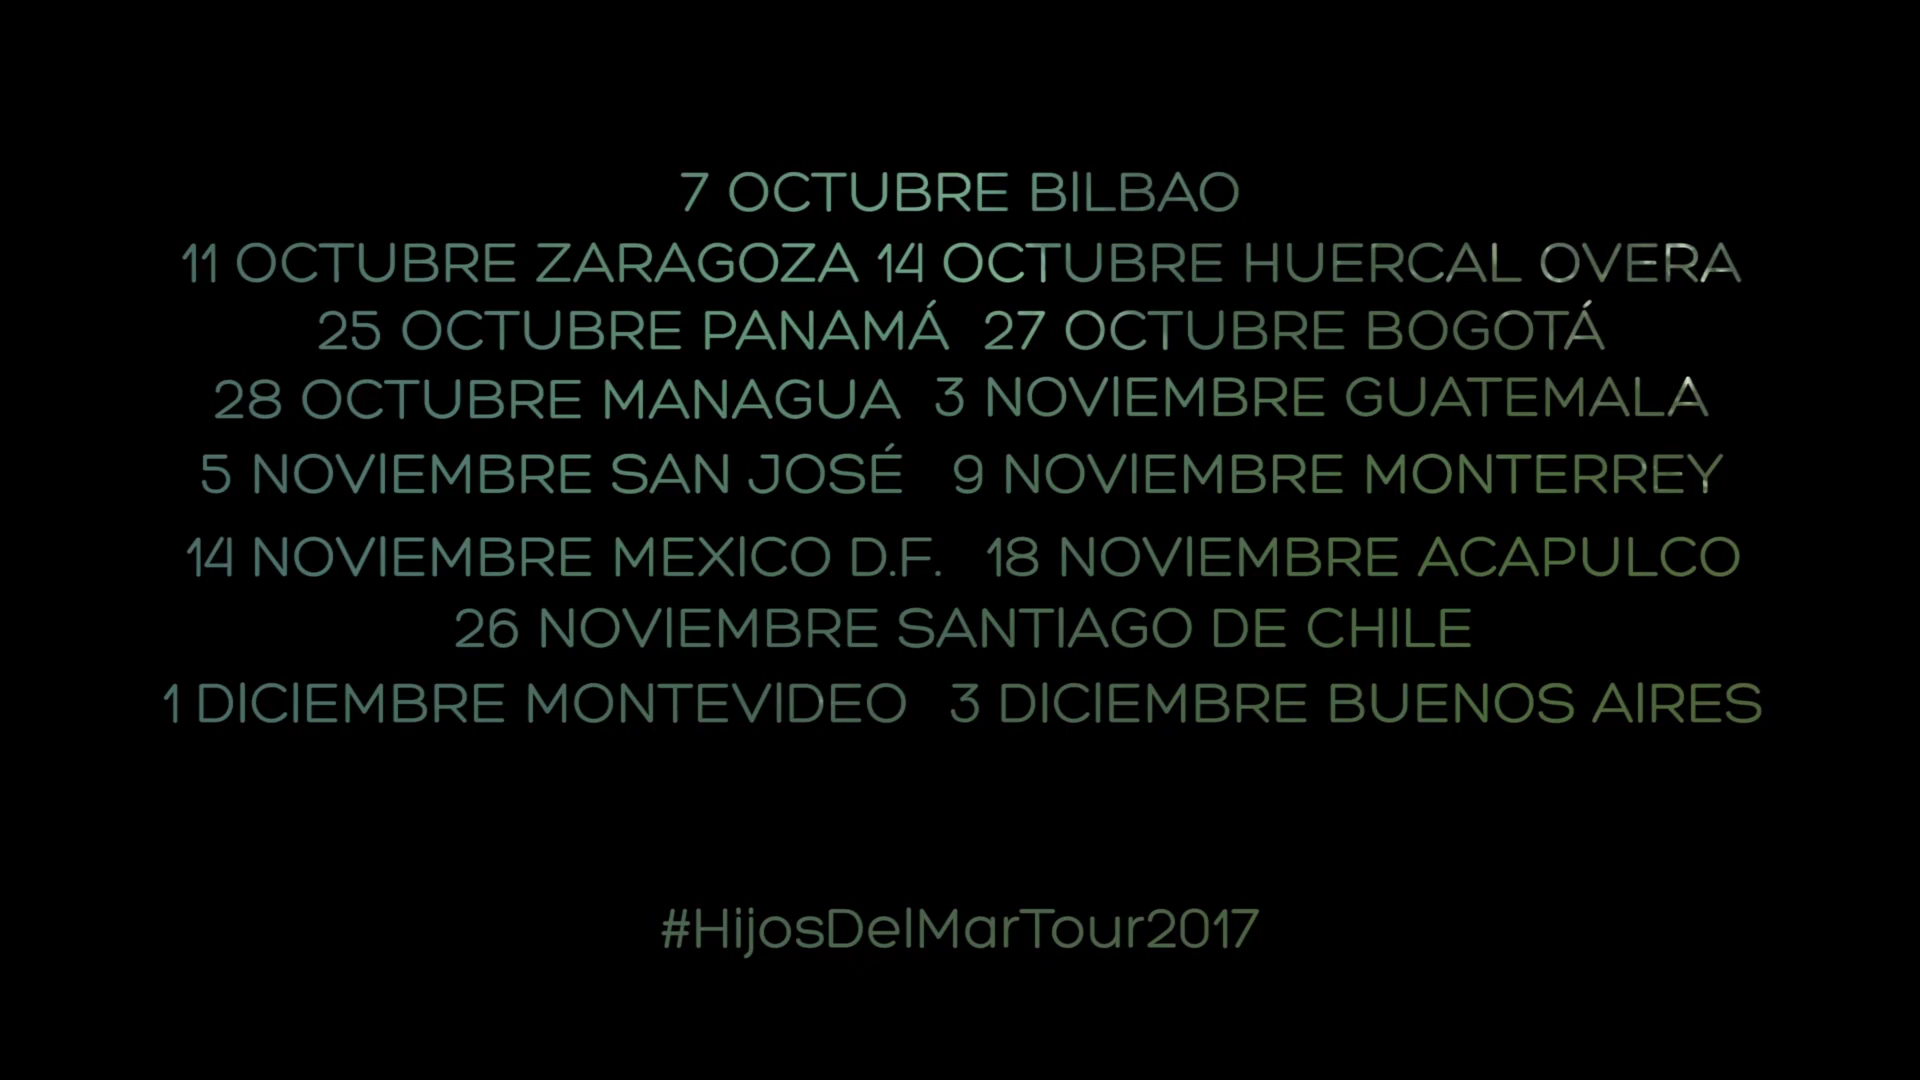 7 OCTUBRE BILBAO
11 OCTUBRE ZARAGOZA 14 OCTUBRE HUERCAL OVERA
25 OCTUBRE PANAMÁ 27 OCTUBRE BOGOTÁ
28 OCTUBRE MANAGUA 3 NOVIEMBRE GUATEMALA
5 NOVIEMBRE SAN JOSÉ 9 NOVIEMBRE MONTERREY
14 NOVIEMBRE MEXICO D.F. 18 NOVIEMBRE ACAPULCO
26 NOVIEMBRE SANTIAGO DE CHILE
1 DICIEMBRE MONTEVIDEO 3 DICIEMBRE BUENOS AIRES
#HijosDelMarTour2017